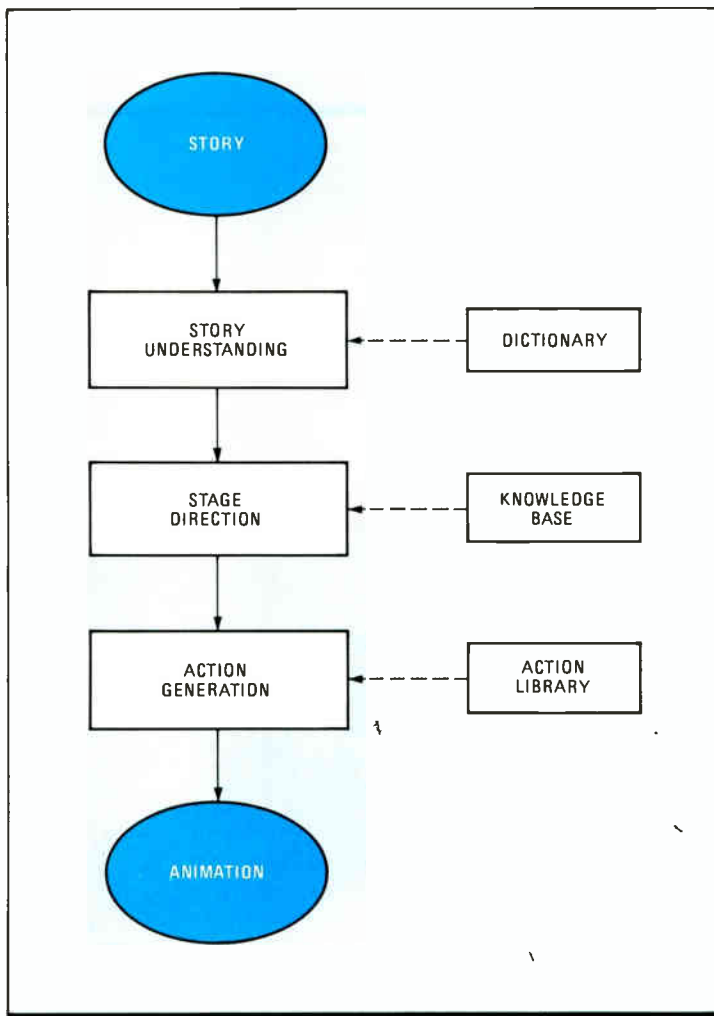 STORY
STORY
UNDERSTANDING
DICTIONARY
STAGE
DIRECTION
KNOWLEDGE
BASE
ACTION
GENERATION
ACTION
LIBRARY
ANIMATION